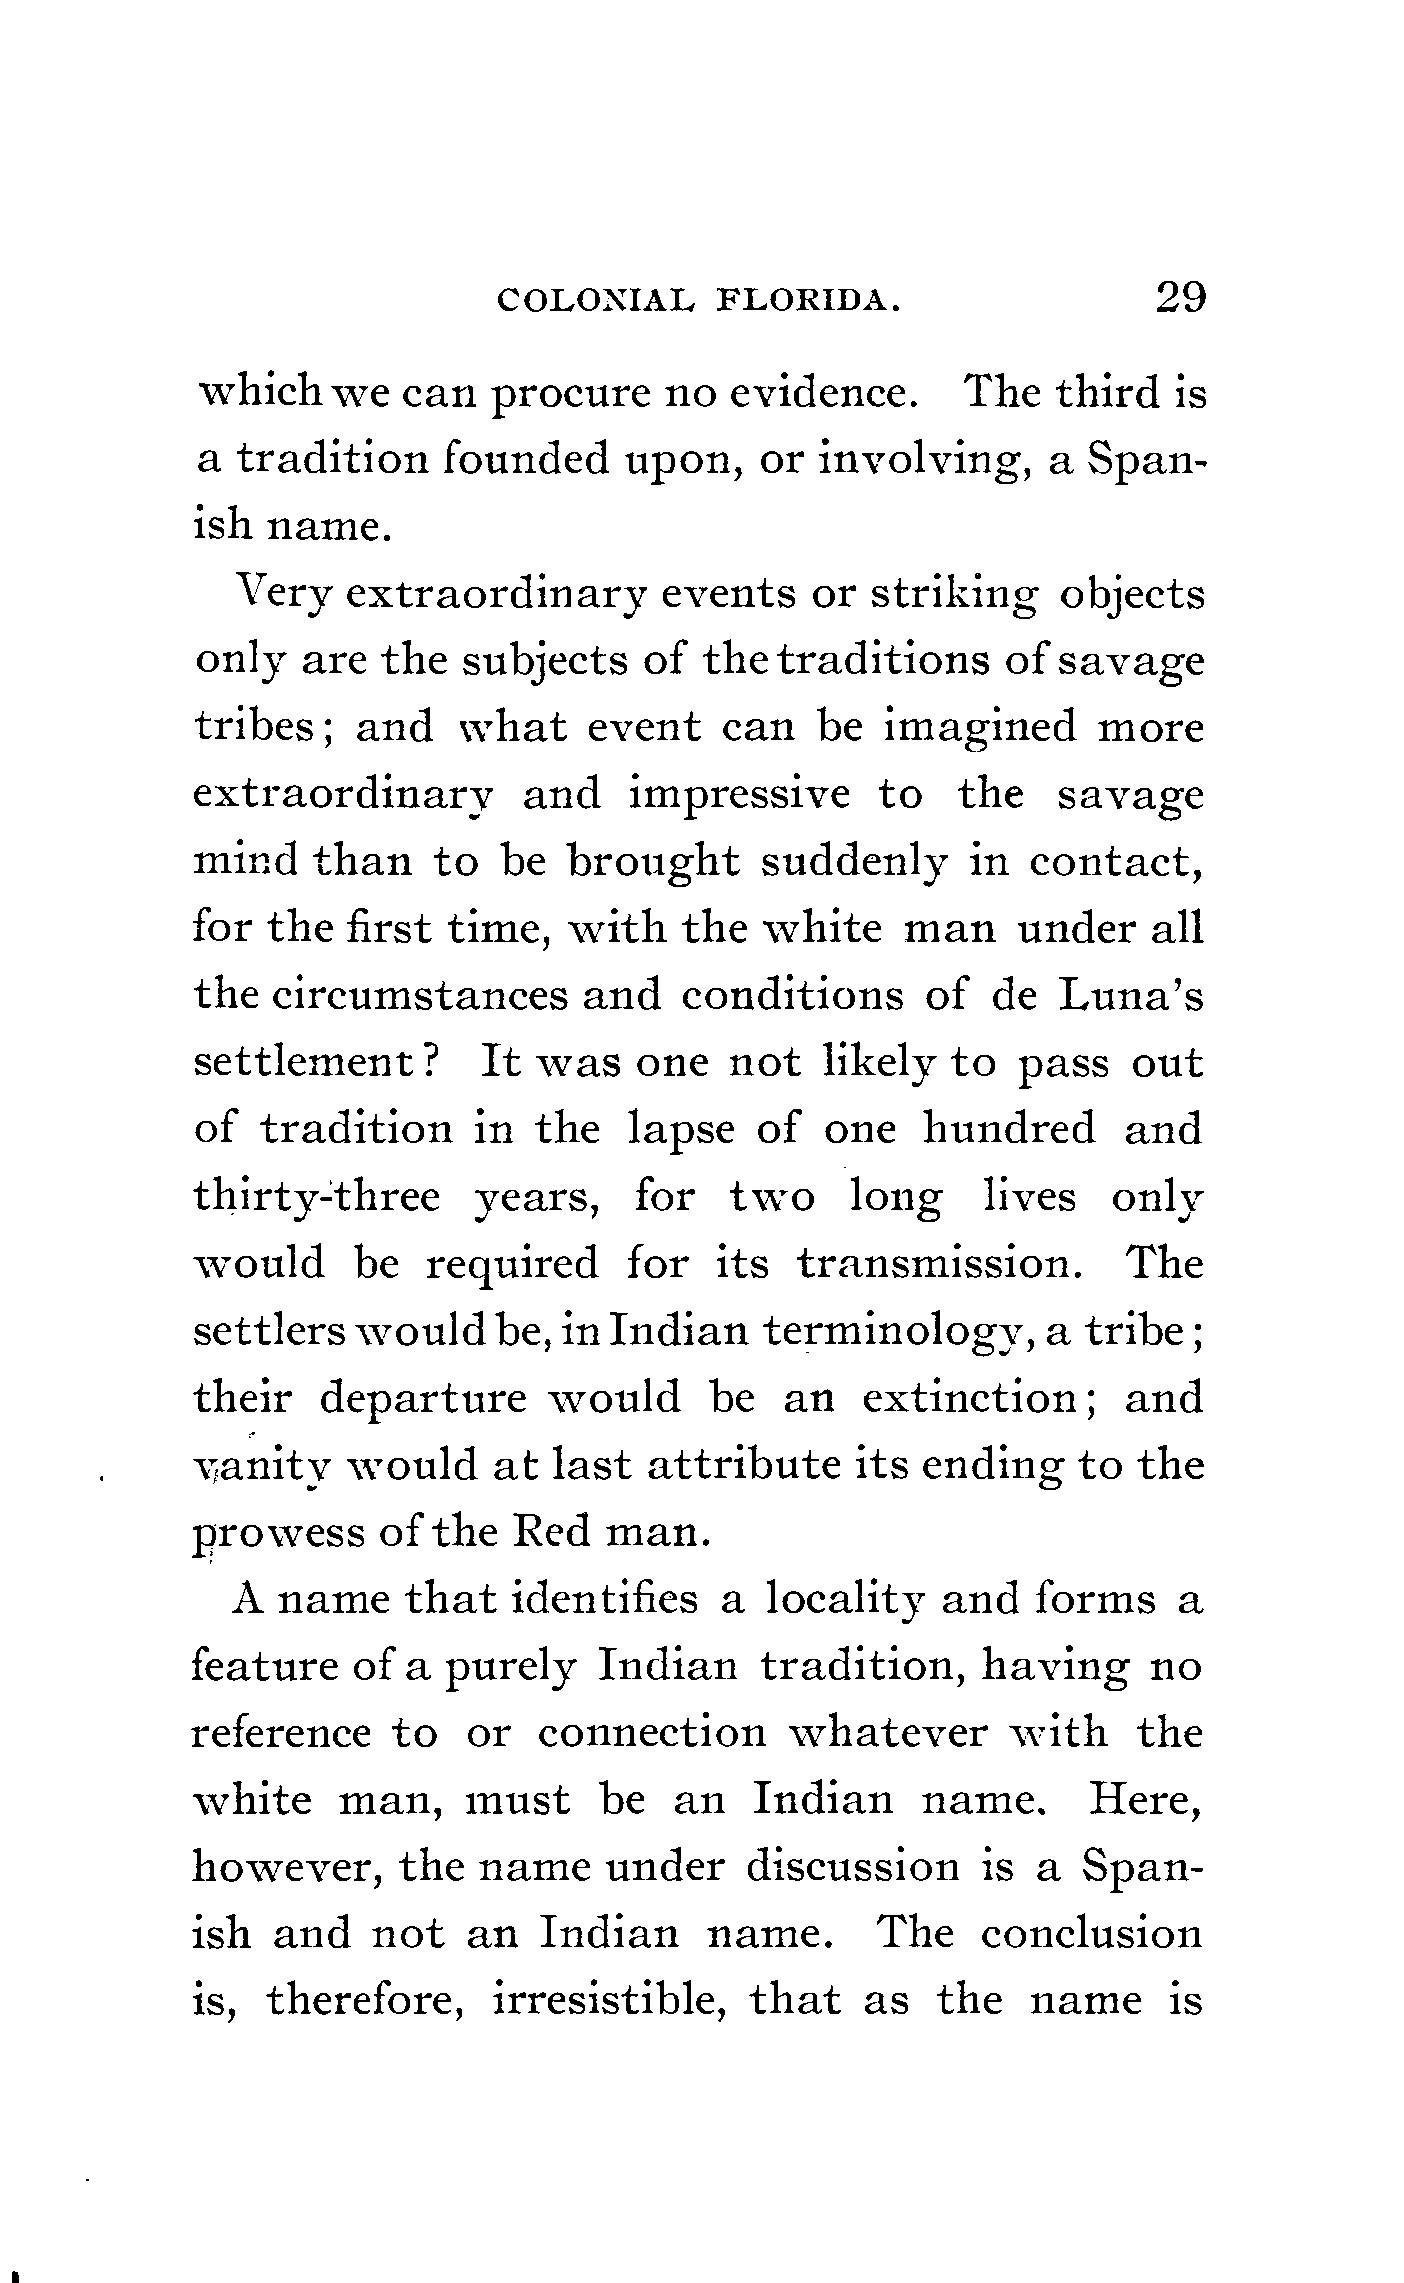 COLONIAL FLORIDA. 29
which we can procure no evidence. The third is
a tradition founded upon, or involving, a Span-
ish name.
Very extraordinary events or striking objects
only are the subjects of the traditions of savage
tribes; and what event can be imagined more
extraordinary and impressive to the savage
mind than to be brought suddenly in contact,
for the first time, with the white man under all
the circumstances and conditions of de Luna's
settlement? It was one not likely to pass out
of tradition in the lapse of one hundred and
thirty-three years, for two long lives only
would be required for its transmission. The
settlers would be, in Indian terminology, a tribe;
their departure would be an extinction; and
vanity would at last attribute its ending to the
prowess of the Red man.
A name that identifies a locality and forms a
feature of a purely Indian tradition, having no
reference to or connection whatever with the
white man, must be an Indian name. Here,
however, the name under discussion is a Span-
ish and not an Indian name. The conclusion
is, therefore, irresistible, that as the name is